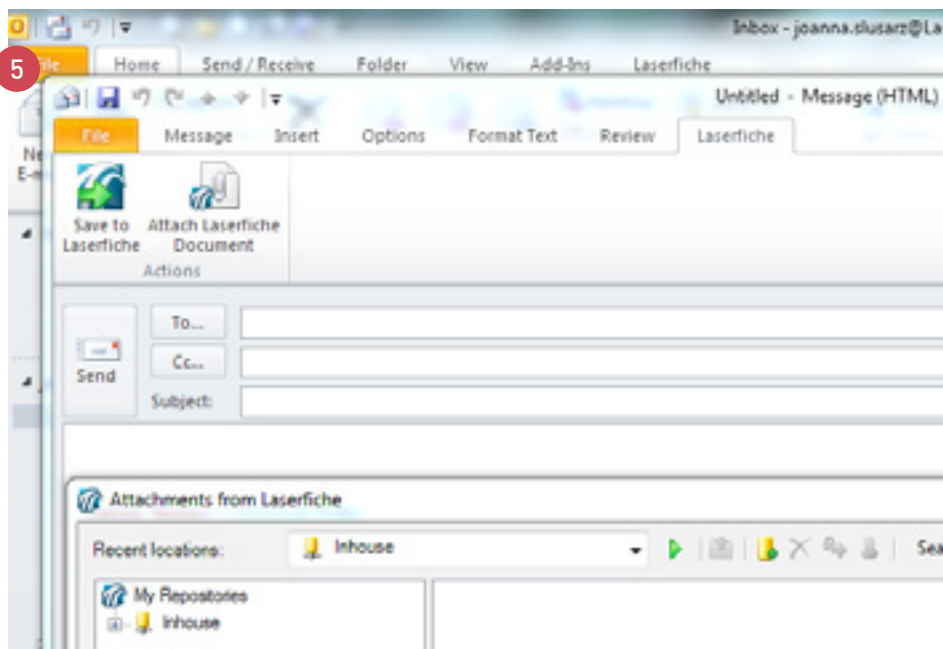 Inbox - joanna.slusarz@La
5
Home Send / Receive Folder View Add-Ins Laserfiche
Untitled - Message (HTML)
File Message Insert Options Format Text Review Laserfiche
Ne
E-m
Save to Laserfiche
Attach Laserfiche Document
Actions
To...
Cc...
Send
Subject:
Attachments from Laserfiche
Recent locations: Inhouse Sea
My Repositories
Inhouse